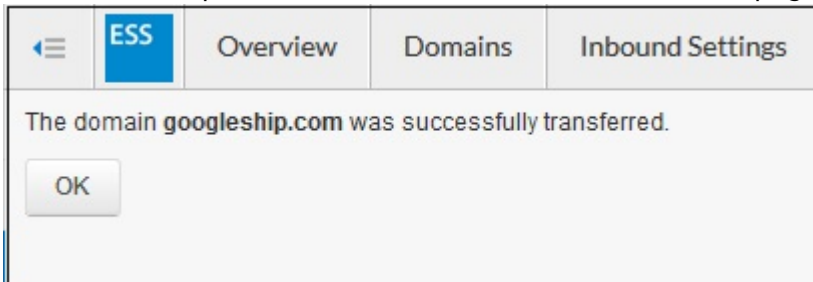 ESS Overview Domains Inbound Settings
The domain googleship.com was successfully transferred.
OK